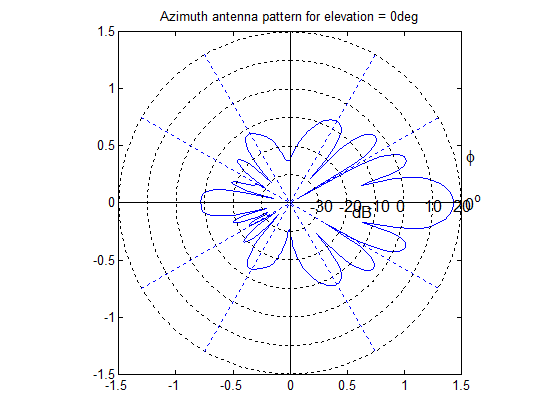 Azimuth antenna pattern for elevation = 0deg
1.5
1
0.5
ϕ
0
-30 -20 -10 0 10 20 0°
dB
-0.5
-1
-1.5
-1.5 -1 -0.5 0 0.5 1 1.5